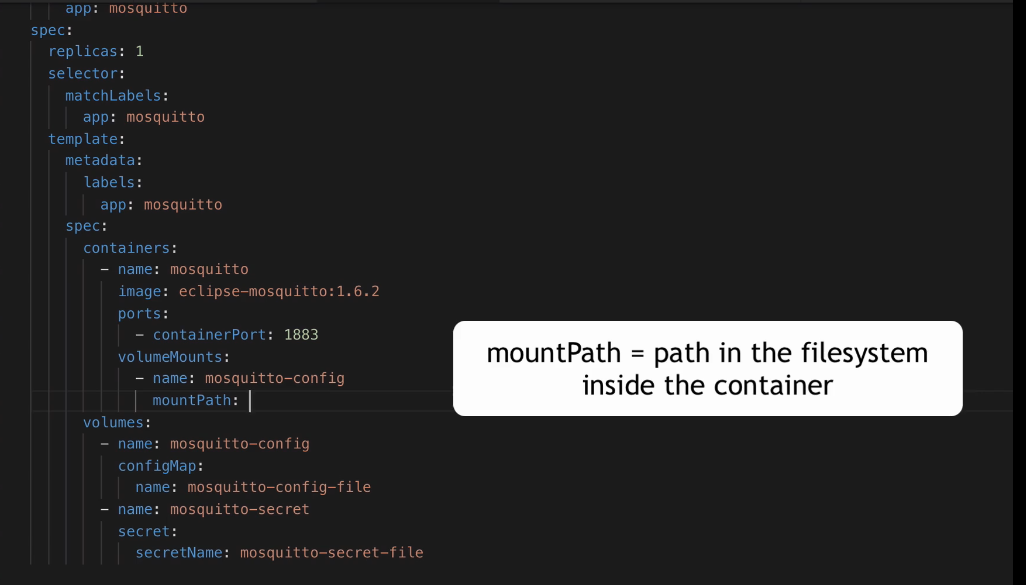 app: mosquitto
spec:
replicas: 1
selector:
matchLabels:
app: mosquitto
template:
metadata:
labels:
app: mosquitto
spec:
containers:
- name: mosquitto
image: eclipse-mosquitto:1.6.2
ports:
- containerPort: 1883
volumeMounts:
- name: mosquitto-config
mountPath:
volumes:
- name: mosquitto-config
configMap:
name: mosquitto-config-file
- name: mosquitto-secret
secret:
secretName: mosquitto-secret-file
mountPath = path in the filesystem
inside the container